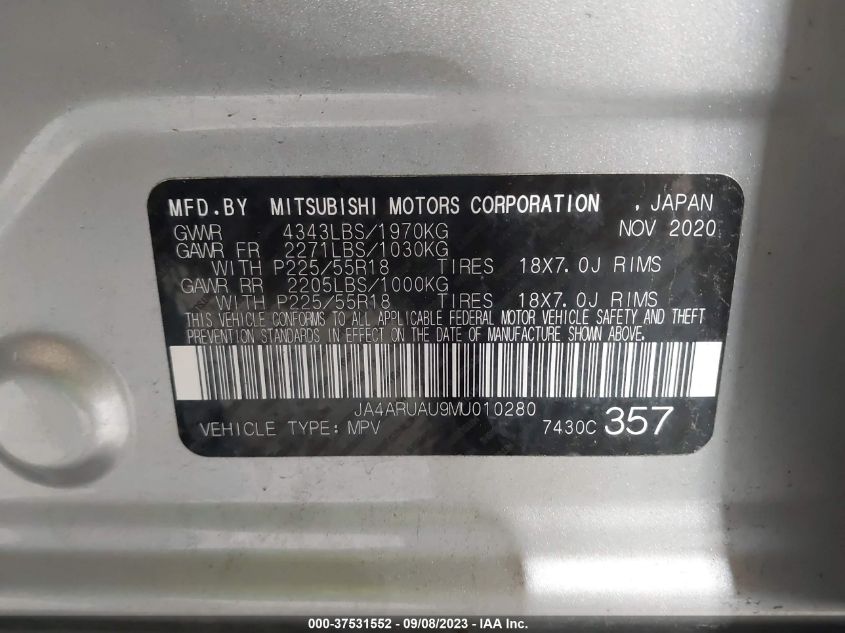 MFD.BY MITSUBISHI MOTORS CORPORATION , JAPAN
GVWR 4343LBS/1970KG NOV 2020
GAWR FR 2271LBS/1030KG
WITH P225/55R18 TIRES 18X7.0J RIMS
GAWR RR 2205LBS/1000KG
WITH P225/55R18 TIRES 18X7.0J RIMS
THIS VEHICLE CONFORMS TO ALL APPLICABLE FEDERAL MOTOR VEHICLE SAFETY AND THEFT
PREVENTION STANDARDS IN EFFECT ON THE DATE OF MANUFACTURE SHOWN ABOVE.
JA4ARUAU9MU010280
VEHICLE TYPE: MPV 7430C 357
000-37531552 - 09/08/2023 - IAA Inc.